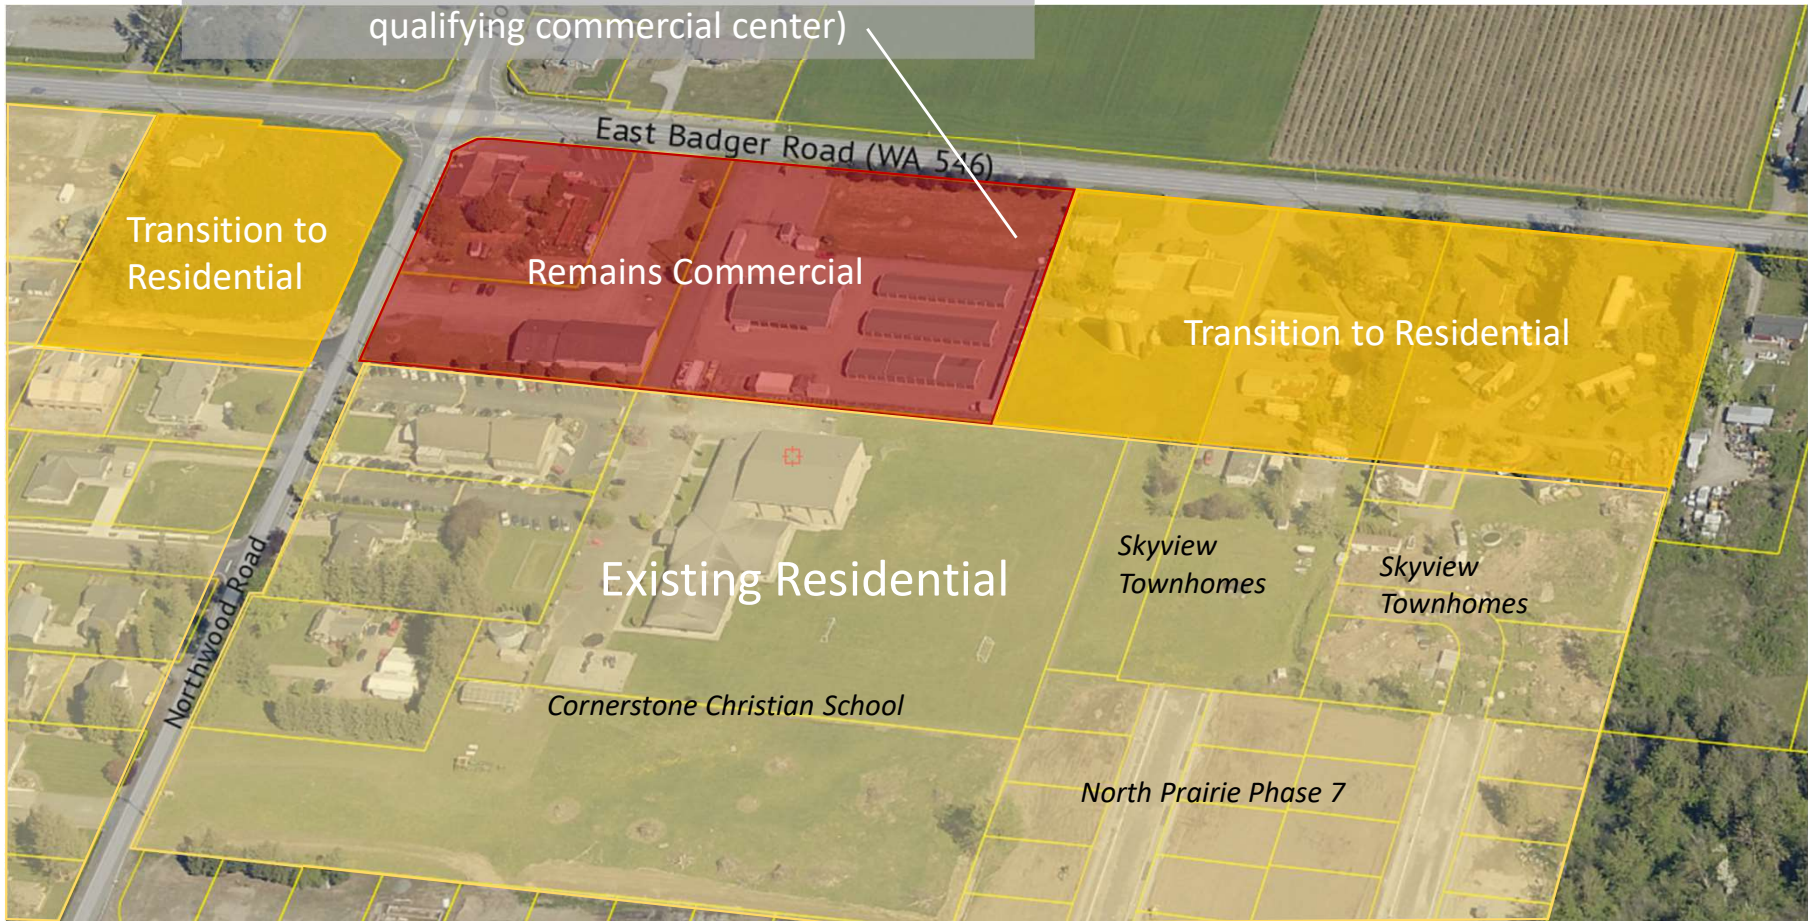 qualifying commercial center)
East Badger Road (WA 546)
Transition to
Residential
Remains Commercial
Transition to Residential
Existing Residential
Skyview
Townhomes
Skyview
Townhomes
Northwood Road
Cornerstone Christian School
North Prairie Phase 7